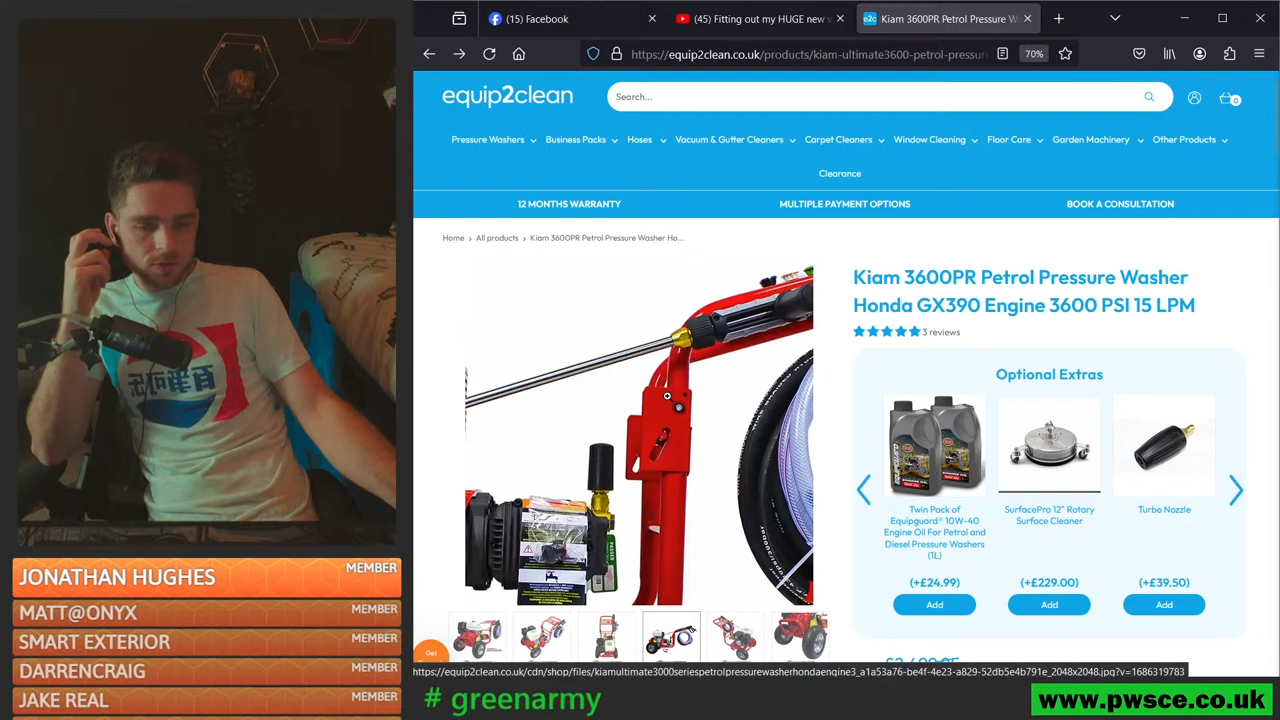 (15) Facebook
(45) Fitting out my HUGE new v
e2c Kiam 3600PR Petrol Pressure Wa
https://equip2clean.co.uk/products/kiam-ultimate3600-petrol-pressur
70%
equip2clean
Search...
0
Pressure Washers
Business Packs
Hoses
Vacuum & Gutter Cleaners
Carpet Cleaners
Window Cleaning
Floor Care
Garden Machinery
Other Products
Clearance
12 MONTHS WARRANTY
MULTIPLE PAYMENT OPTIONS
BOOK A CONSULTATION
Home › All products › Kiam 3600PR Petrol Pressure Washer Ho...
Kiam 3600PR Petrol Pressure Washer
Honda GX390 Engine 3600 PSI 15 LPM
3 reviews
Optional Extras
Twin Pack of
Equipguard® 10W-40
Engine Oil For Petrol and
Diesel Pressure Washers
(1L)
(+£24.99)
Add
SurfacePro 12" Rotary
Surface Cleaner
(+£229.00)
Add
Turbo Nozzle
(+£39.50)
Add
Get
https://equip2clean.co.uk/cdn/shop/files/kiamultimate3000seriespetrolpressurewasherhondaengine3_a1a53a76-be4f-4e23-a829-52db5e4b791e_2048x2048.jpg?v=1686319783
JONATHAN HUGHES
MEMBER
MATT@ONYX
MEMBER
SMART EXTERIOR
MEMBER
DARRENCRAIG
MEMBER
JAKE REAL
MEMBER
# greenarmy
www.pwsce.co.uk